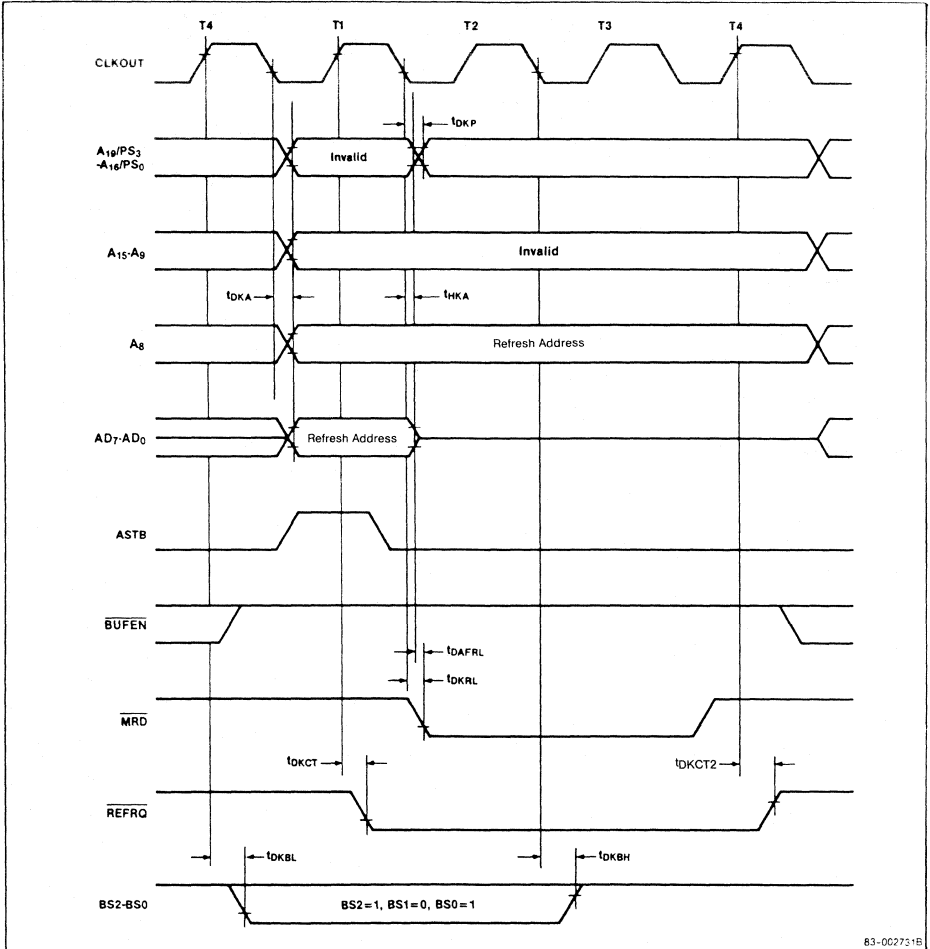 T4 T1 T2 T3 T4
CLKOUT
tDKP
A19/PS3
-A16/PS0
Invalid
A15-A9
Invalid
tDKA
tHKA
A8
Refresh Address
AD7-AD0
Refresh Address
ASTB
BUFEN
tDAFRL
tDKRL
MRD
tDKCT
tDKCT2
REFRQ
tDKBL
tDKBH
BS2-BS0
BS2=1, BS1=0, BS0=1
83-002731B